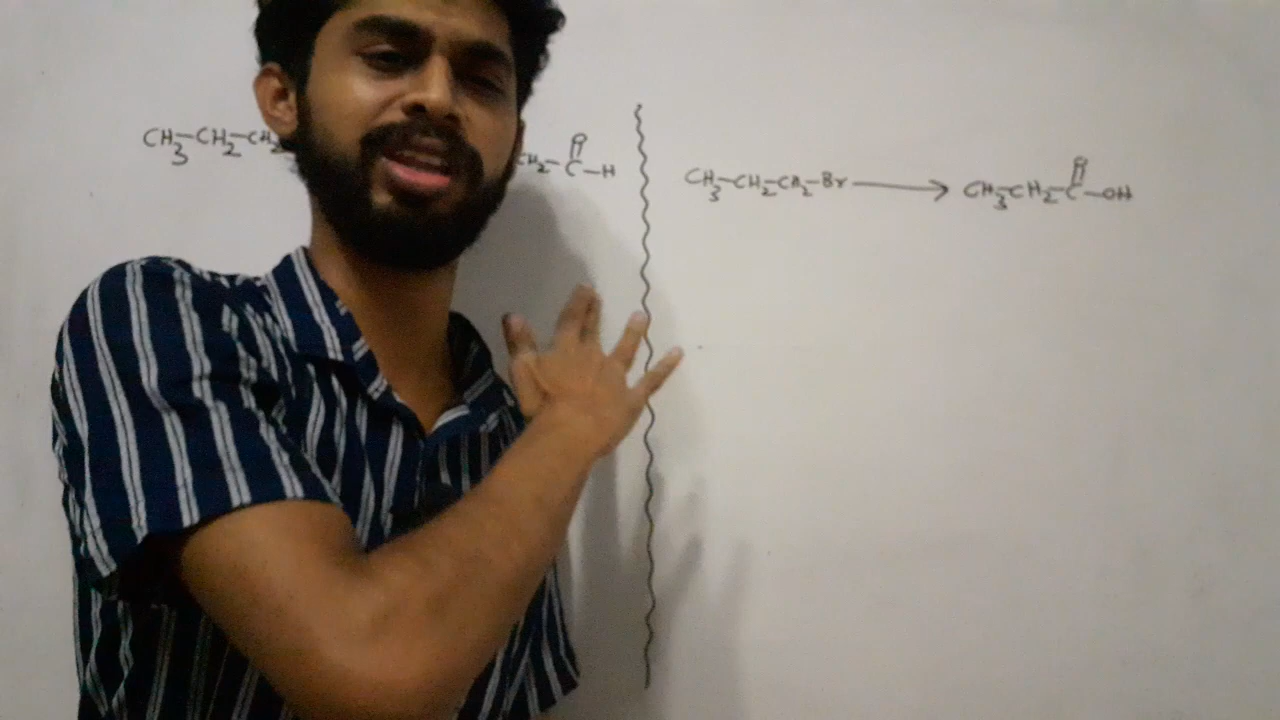 CH3-CH2-CH2
CH2-C-H
O
CH3-CH2-CH2-Br → CH3-CH2-C-OH
O